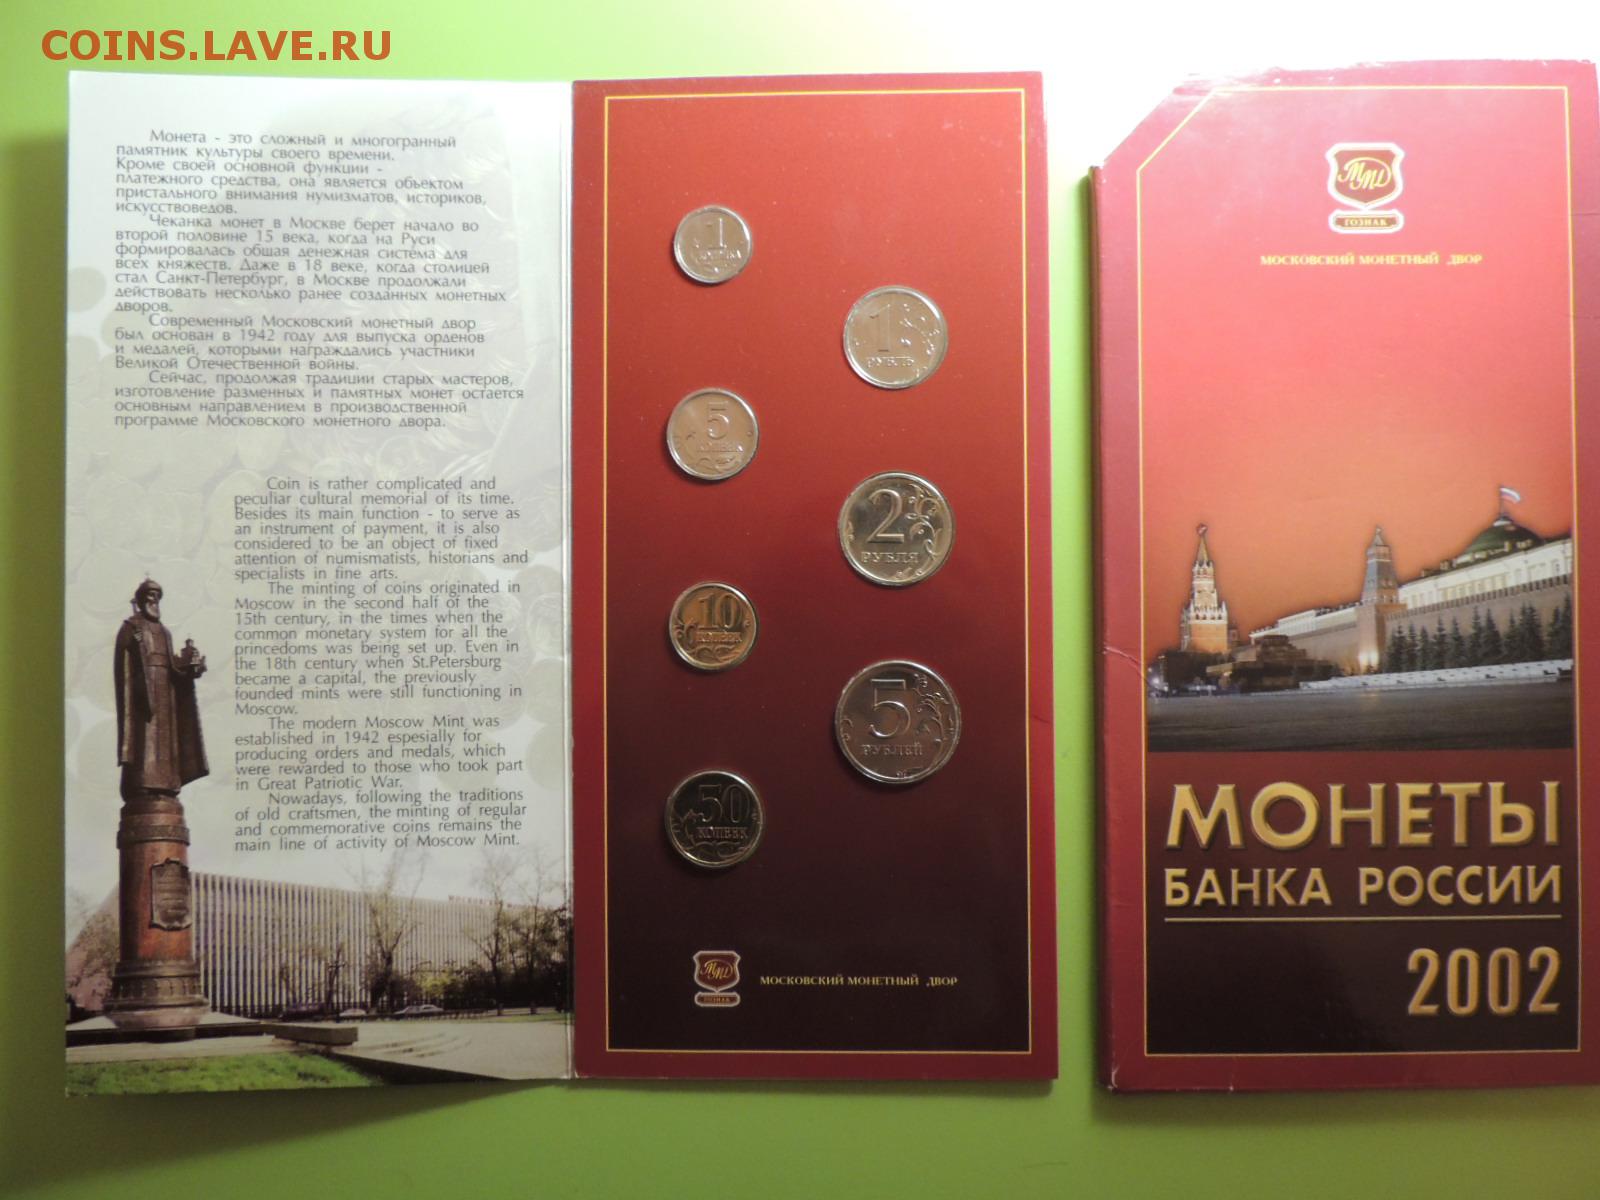 COINS.LAVE.RU
Монета - это сложный и многогранный
памятник культуры своего времени.
Кроме своей основной функции -
платежного средства, она является объектом
пристального внимания нумизматов, историков,
искусствоведов.
Чеканка монет в Москве берет начало во
второй половине 15 века, когда на Руси
формировалась общая денежная система для
всех княжеств. Даже в 18 веке, когда столицей
стал Санкт-Петербург, в Москве продолжали
действовать несколько ранее созданных монетных
дворов.
Современный Московский монетный двор
был основан в 1942 году для выпуска орденов
и медалей, которыми награждались участники
Великой Отечественной войны.
Сейчас, продолжая традиции старых мастеров,
изготовление разменных и памятных монет остается
основным направлением в производственной
программе Московского монетного двора.
Coin is rather complicated and
peculiar cultural memorial of its time.
Besides its main function - to serve as
an instrument of payment, it is also
considered to be an object of fixed
attention of numismatists, historians and
specialists in fine arts.
The minting of coins originated in
Moscow in the second half of the
15th century, in the times when the
common monetary system for all the
princedoms was being set up. Even in
the 18th century when St.Petersburg
became a capital, the previously
founded mints were still functioning in
Moscow.
The modern Moscow Mint was
established in 1942 espesially for
producing orders and medals, which
were rewarded to those who took part
in Great Patriotic War.
Nowadays, following the traditions
of old craftsmen, the minting of regular
and commemorative coins remains the
main line of activity of Moscow Mint.
1
КОПЕЙКА
1
РУБЛЬ
5
КОПЕЕК
2
РУБЛЯ
10
КОПЕЕК
5
РУБЛЕЙ
50
КОПЕЕК
ММД
ГОЗНАК
МОСКОВСКИЙ МОНЕТНЫЙ ДВОР
ММД
ГОЗНАК
МОСКОВСКИЙ МОНЕТНЫЙ ДВОР
МОНЕТЫ
БАНКА РОССИИ
2002